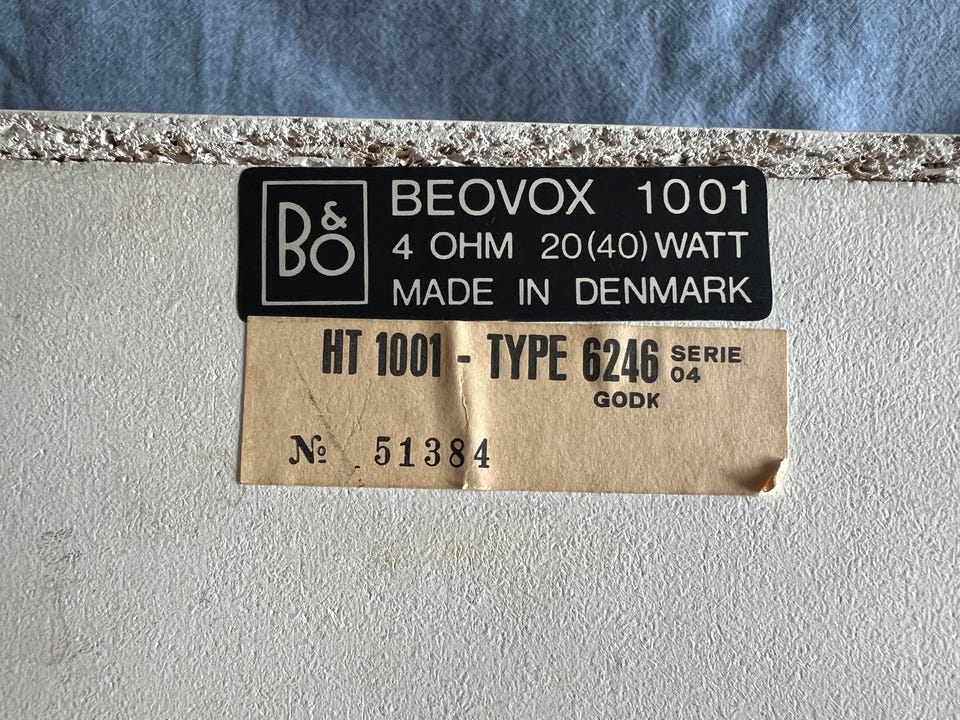 B&O
BEOVOX 1001
4 OHM 20(40) WATT
MADE IN DENMARK
HT 1001 - TYPE 6246 SERIE 04
GODK
№ 51384